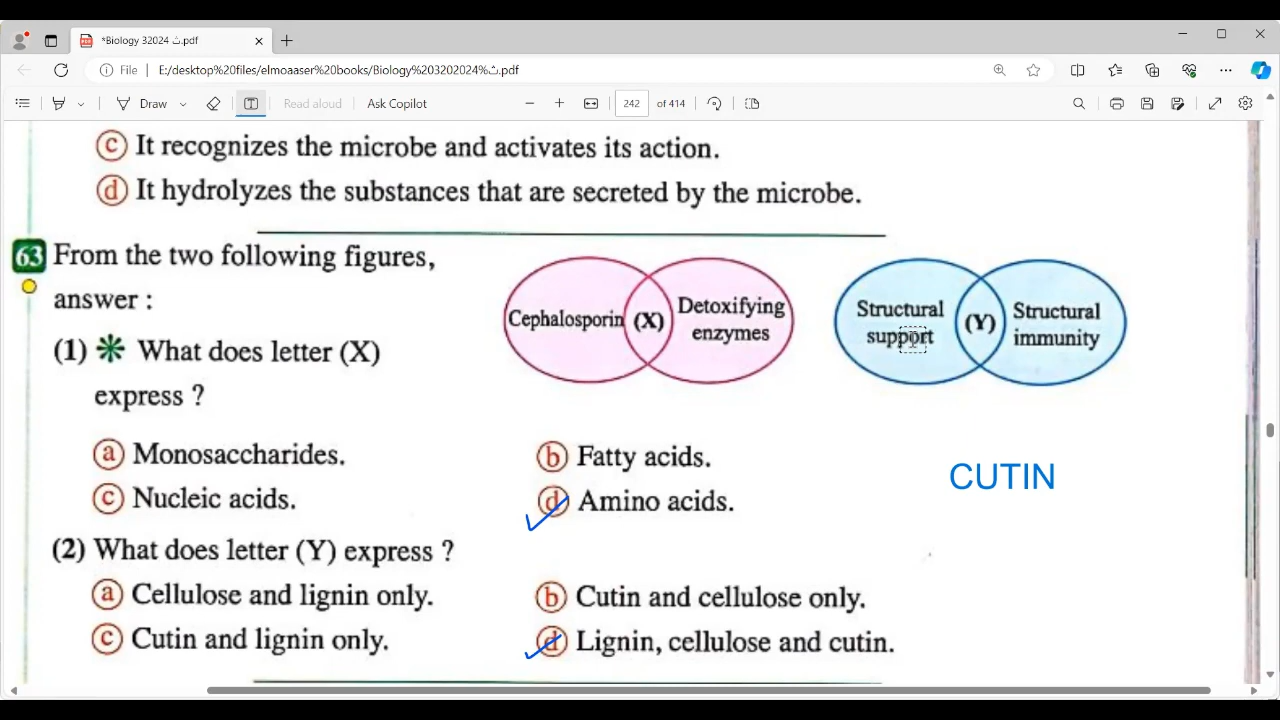 *Biology 32024 ث.pdf
File
E:/desktop%20files/elmoaaser%20books/Biology%203202024%ث.pdf
Draw
Read aloud
Ask Copilot
242
of 414
c It recognizes the microbe and activates its action.
d It hydrolyzes the substances that are secreted by the microbe.
63 From the two following figures,
answer :
Cephalosporin
(X)
Detoxifying
enzymes
Structural
support
(Y)
Structural
immunity
(1) What does letter (X)
express ?
a Monosaccharides.
b Fatty acids.
c Nucleic acids.
d Amino acids.
CUTIN
(2) What does letter (Y) express ?
a Cellulose and lignin only.
b Cutin and cellulose only.
c Cutin and lignin only.
d Lignin, cellulose and cutin.